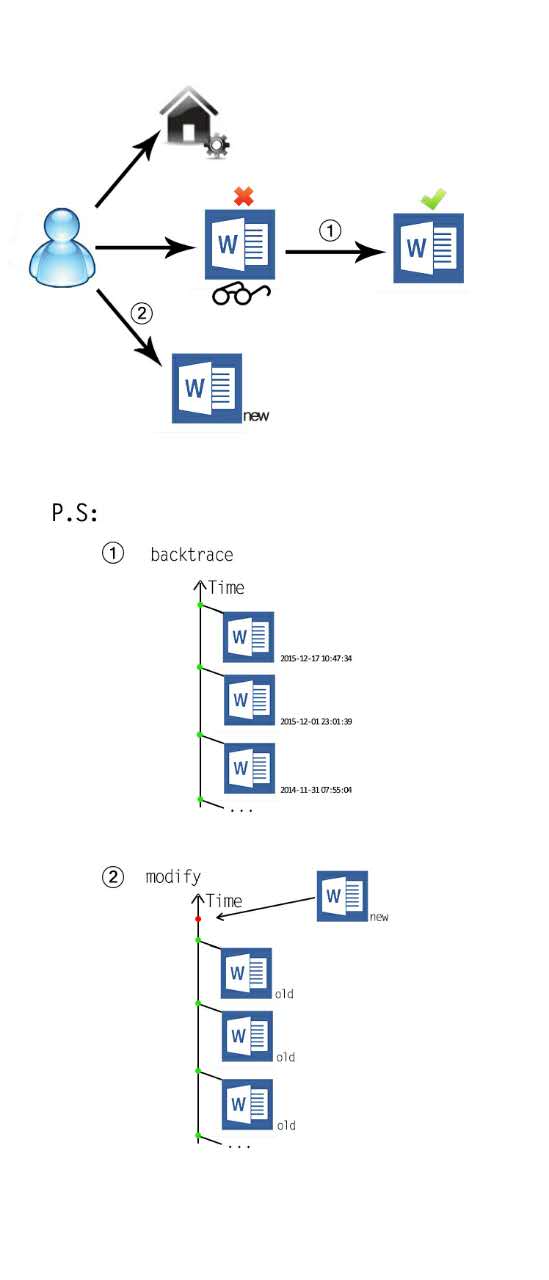 ①
W
W
②
W
new
P.S:
① backtrace
Time
W
2015-12-17 10:47:34
W
2015-12-01 23:01:39
W
2014-11-31 07:55:04
...
② modify
Time
W
new
W
old
W
old
W
old
...